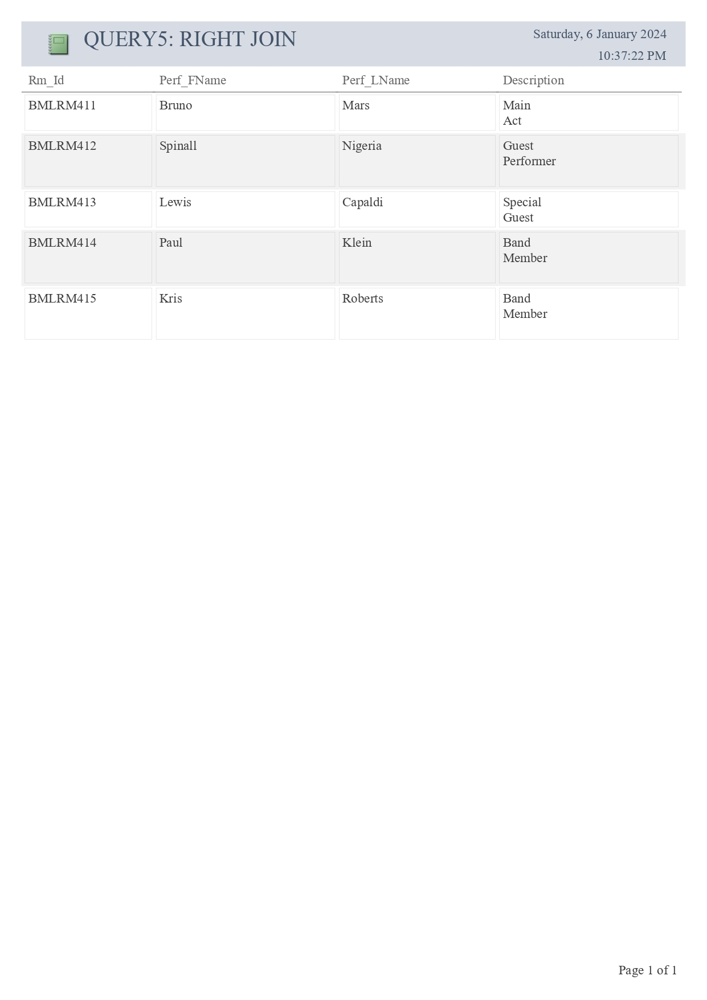 QUERY5: RIGHT JOIN
Saturday, 6 January 2024
10:37:22 PM
Rm_Id Perf_FName Perf_LName Description
BMLRM411 Bruno Mars Main
Act
BMLRM412 Spinall Nigeria Guest
Performer
BMLRM413 Lewis Capaldi Special
Guest
BMLRM414 Paul Klein Band
Member
BMLRM415 Kris Roberts Band
Member
Page 1 of 1